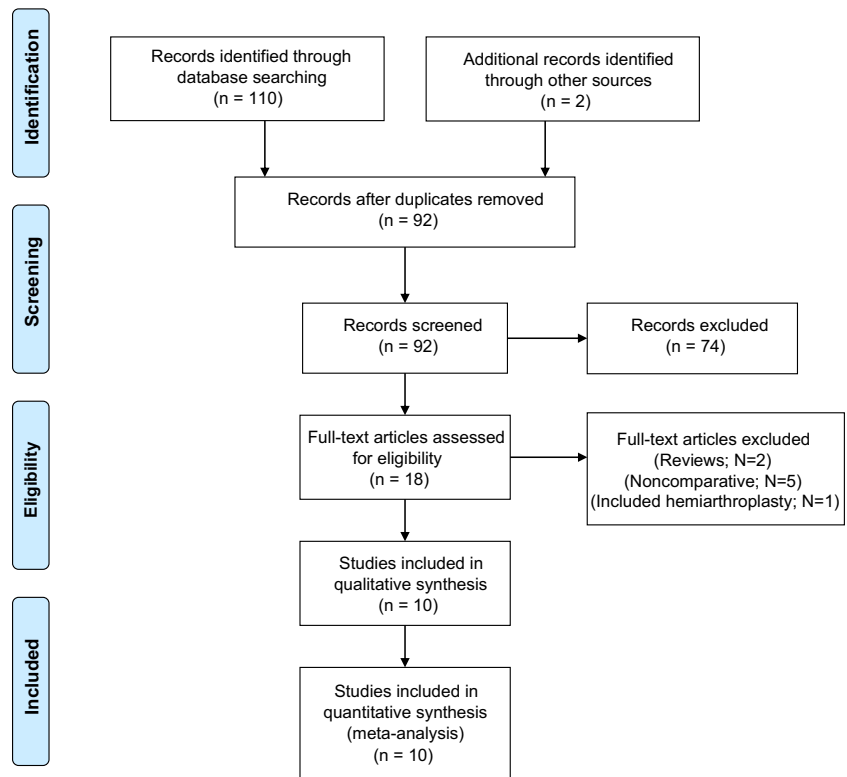 Identification
Records identified through
database searching
(n = 110)
Additional records identified
through other sources
(n = 2)
Records after duplicates removed
(n = 92)
Screening
Records screened
(n = 92)
Records excluded
(n = 74)
Eligibility
Full-text articles assessed
for eligibility
(n = 18)
Full-text articles excluded
(Reviews; N=2)
(Noncomparative; N=5)
(Included hemiarthroplasty; N=1)
Studies included in
qualitative synthesis
(n = 10)
Included
Studies included in
quantitative synthesis
(meta-analysis)
(n = 10)